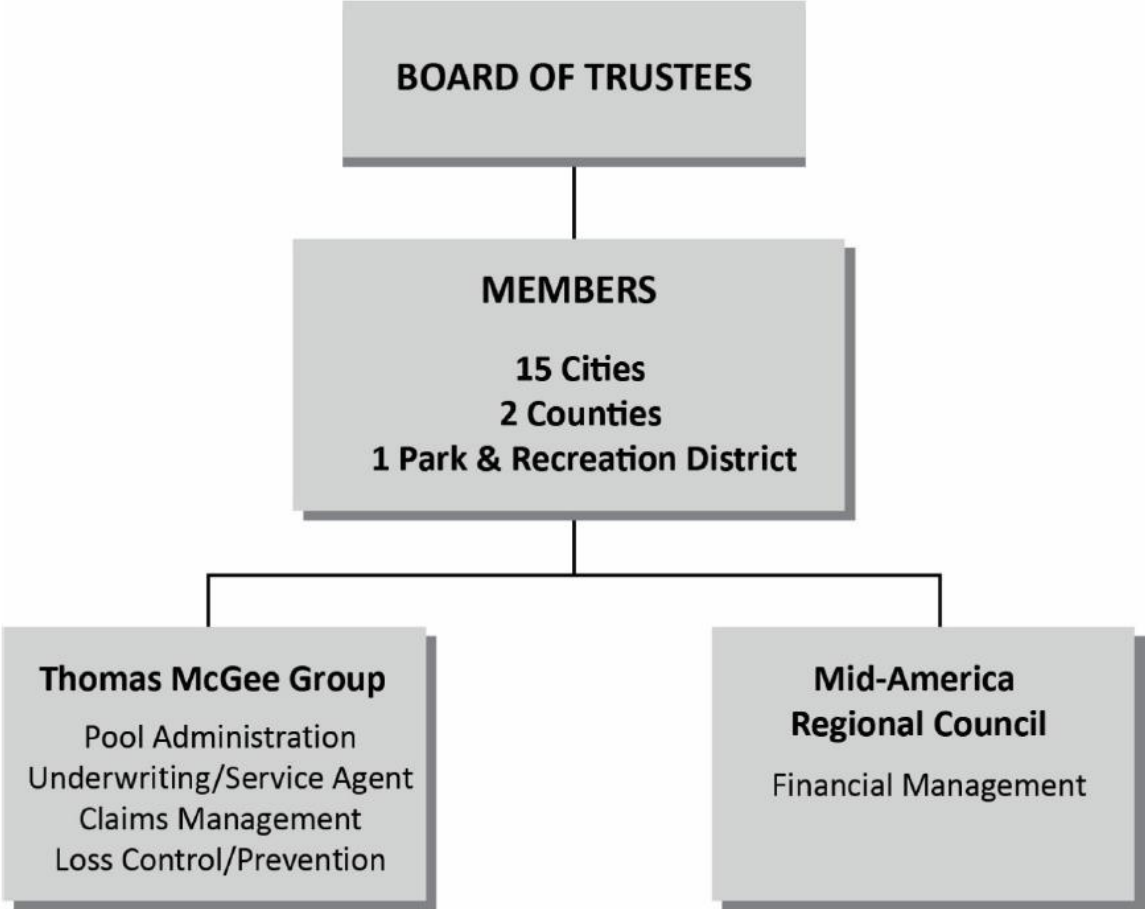 BOARD OF TRUSTEES
MEMBERS
15 Cities
2 Counties
1 Park & Recreation District
Thomas McGee Group
Pool Administration
Underwriting/Service Agent
Claims Management
Loss Control/Prevention
Mid-America
Regional Council
Financial Management